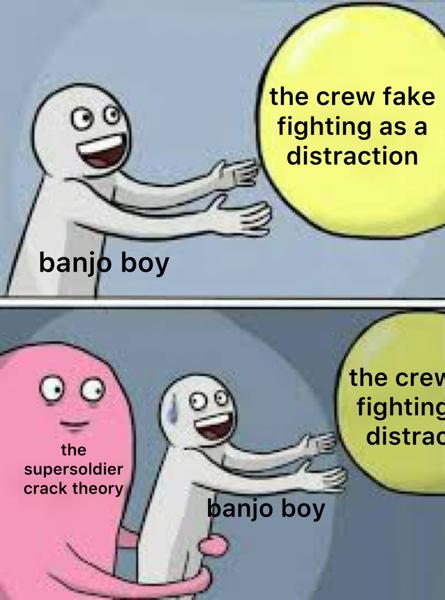 the crew fake
fighting as a
distraction
banjo boy
the crew
fighting
distrac
the
supersoldier
crack theory
banjo boy